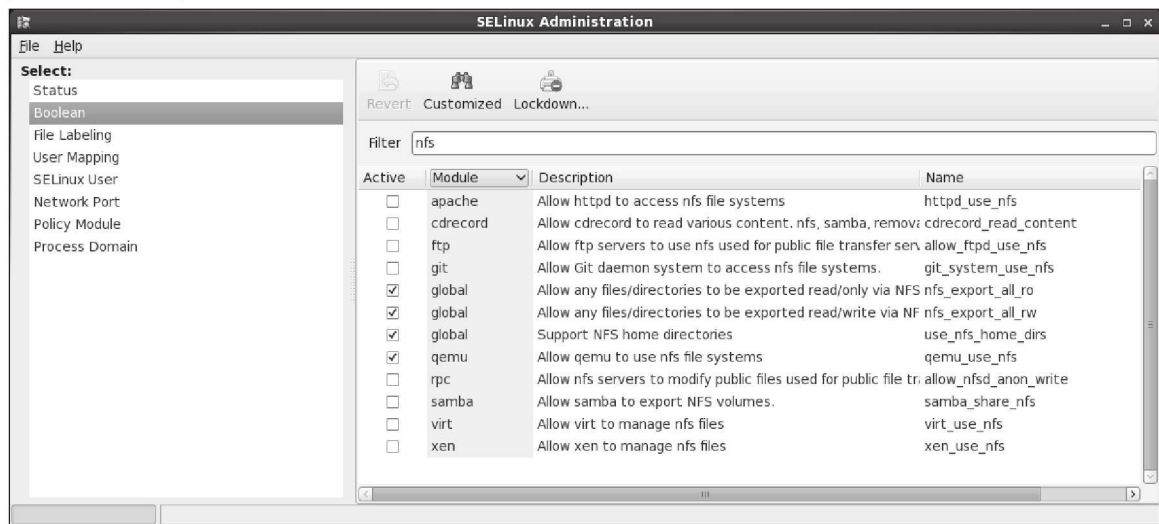 SELinux Administration
File Help
Select:
Status
Boolean
File Labeling
User Mapping
SELinux User
Network Port
Policy Module
Process Domain
Revert Customized Lockdown...
Filter nfs
Active Module Description Name
apache Allow httpd to access nfs file systems httpd_use_nfs
cdrecord Allow cdrecord to read various content. nfs, samba, remova cdrecord_read_content
ftp Allow ftp servers to use nfs used for public file transfer serv allow_ftpd_use_nfs
git Allow Git daemon system to access nfs file systems. git_system_use_nfs
global Allow any files/directories to be exported read/only via NFS nfs_export_all_ro
global Allow any files/directories to be exported read/write via NF nfs_export_all_rw
global Support NFS home directories use_nfs_home_dirs
qemu Allow qemu to use nfs file systems qemu_use_nfs
rpc Allow nfs servers to modify public files used for public file tra allow_nfsd_anon_write
samba Allow samba to export NFS volumes. samba_share_nfs
virt Allow virt to manage nfs files virt_use_nfs
xen Allow xen to manage nfs files xen_use_nfs